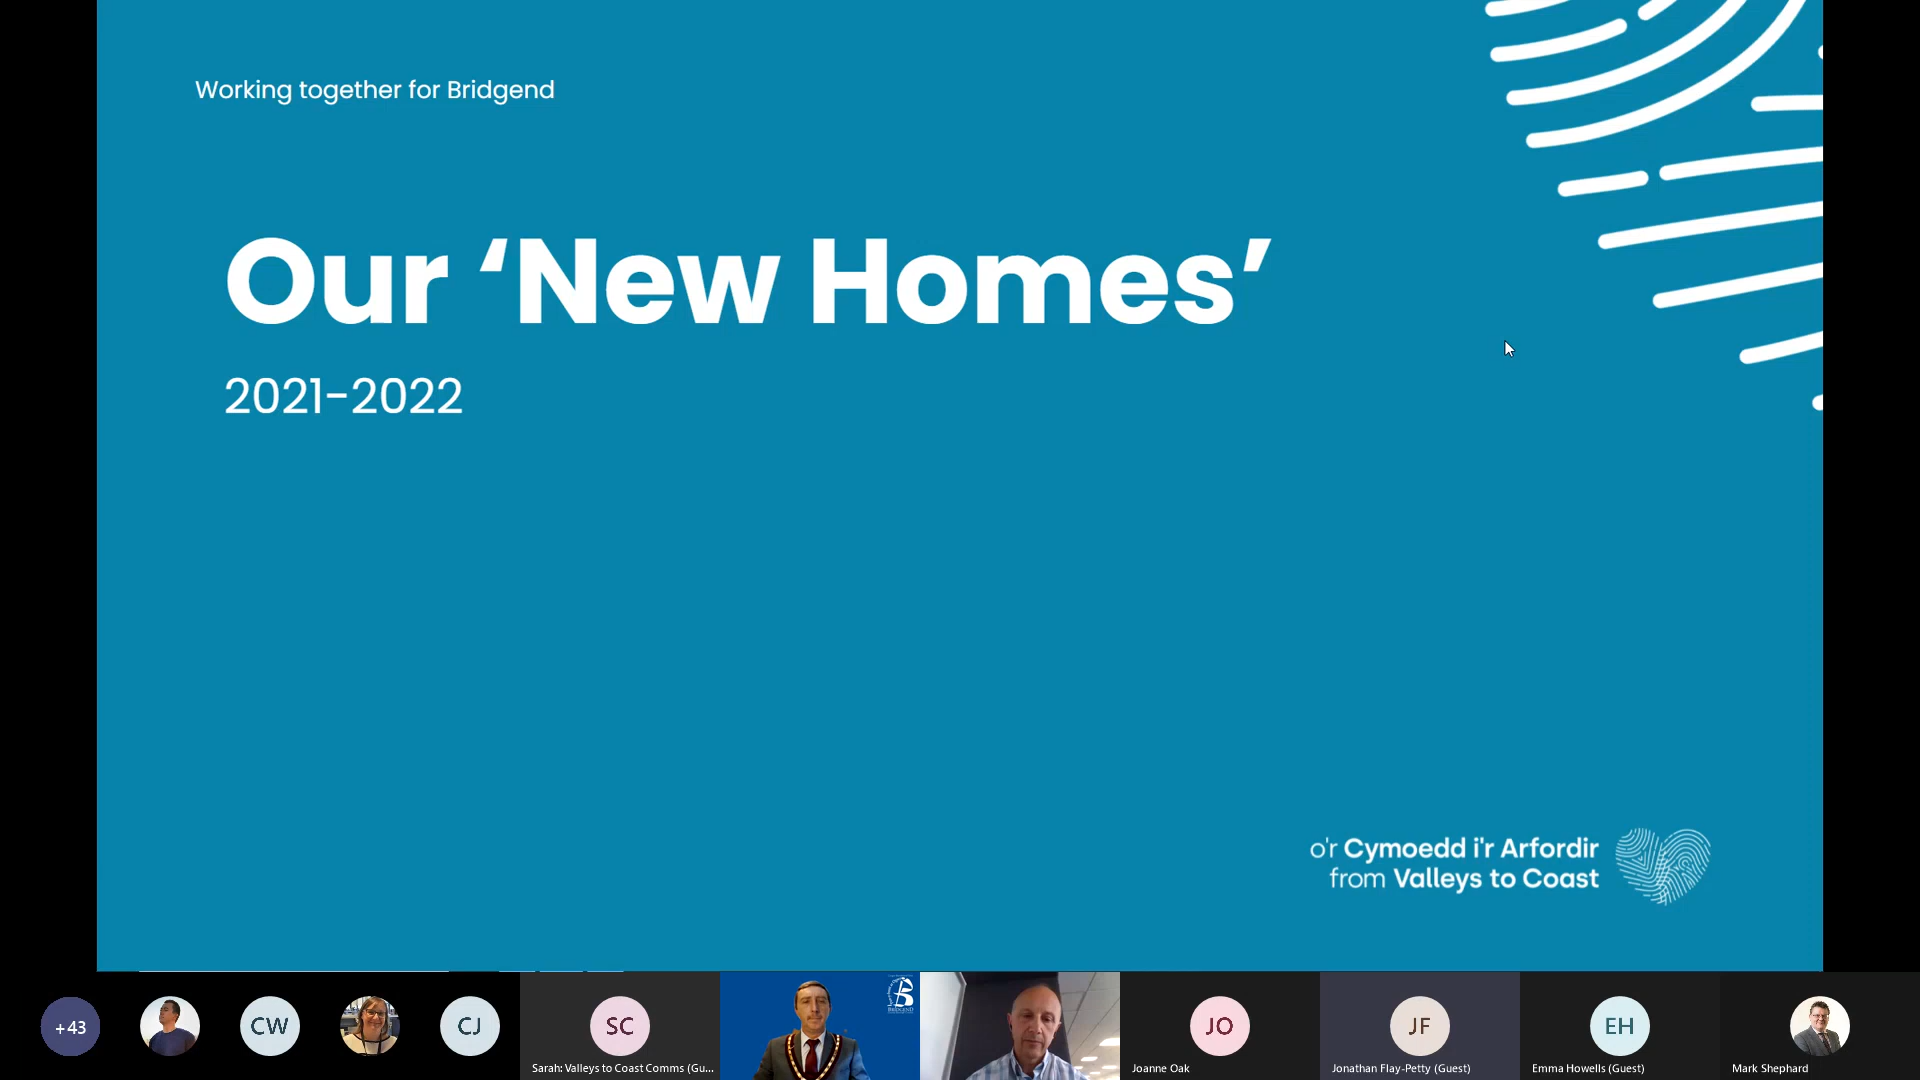 Working together for Bridgend
Our ‘New Homes’
2021-2022
o'r Cymoedd i'r Arfordir
from Valleys to Coast
+43
CW
CJ
SC
Sarah: Valleys to Coast Comms (Gu...
B
BRIDGEND
JO
Joanne Oak
JF
Jonathan Flay-Petty (Guest)
EH
Emma Howells (Guest)
Mark Shephard